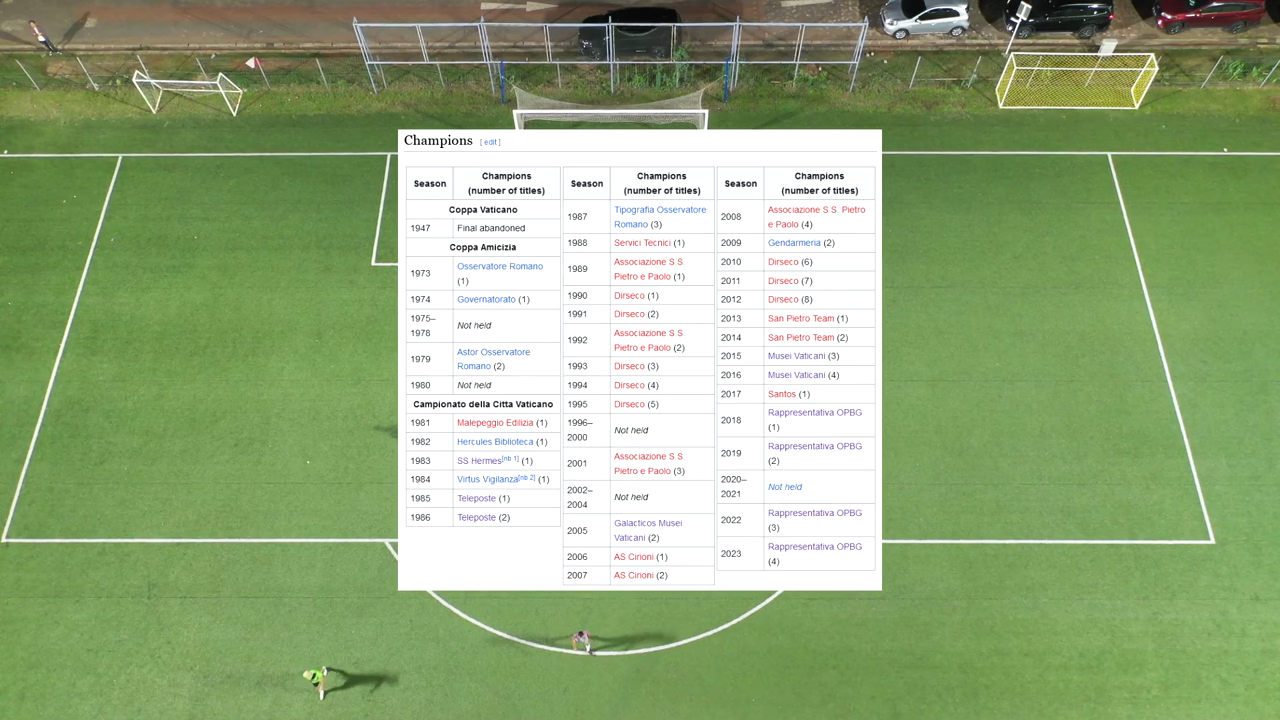 Champions [ edit ]
Season
Champions
(number of titles)
Coppa Vaticano
1947
Final abandoned
Coppa Amicizia
1973
Osservatore Romano
(1)
1974
Governatorato (1)
1975–
1978
Not held
1979
Astor Osservatore
Romano (2)
1980
Not held
Campionato della Citta Vaticano
1981
Malepeggio Edilizia (1)
1982
Hercules Biblioteca (1)
1983
SS Hermes[nb 1] (1)
1984
Virtus Vigilanza[nb 2] (1)
1985
Teleposte (1)
1986
Teleposte (2)
Season
Champions
(number of titles)
1987
Tipografia Osservatore
Romano (3)
1988
Servici Tecnici (1)
1989
Associazione S.S.
Pietro e Paolo (1)
1990
Dirseco (1)
1991
Dirseco (2)
1992
Associazione S.S.
Pietro e Paolo (2)
1993
Dirseco (3)
1994
Dirseco (4)
1995
Dirseco (5)
1996–
2000
Not held
2001
Associazione S.S.
Pietro e Paolo (3)
2002–
2004
Not held
2005
Galacticos Musei
Vaticani (2)
2006
AS Cirioni (1)
2007
AS Cirioni (2)
Season
Champions
(number of titles)
2008
Associazione S.S. Pietro
e Paolo (4)
2009
Gendarmeria (2)
2010
Dirseco (6)
2011
Dirseco (7)
2012
Dirseco (8)
2013
San Pietro Team (1)
2014
San Pietro Team (2)
2015
Musei Vaticani (3)
2016
Musei Vaticani (4)
2017
Santos (1)
2018
Rappresentativa OPBG
(1)
2019
Rappresentativa OPBG
(2)
2020–
2021
Not held
2022
Rappresentativa OPBG
(3)
2023
Rappresentativa OPBG
(4)